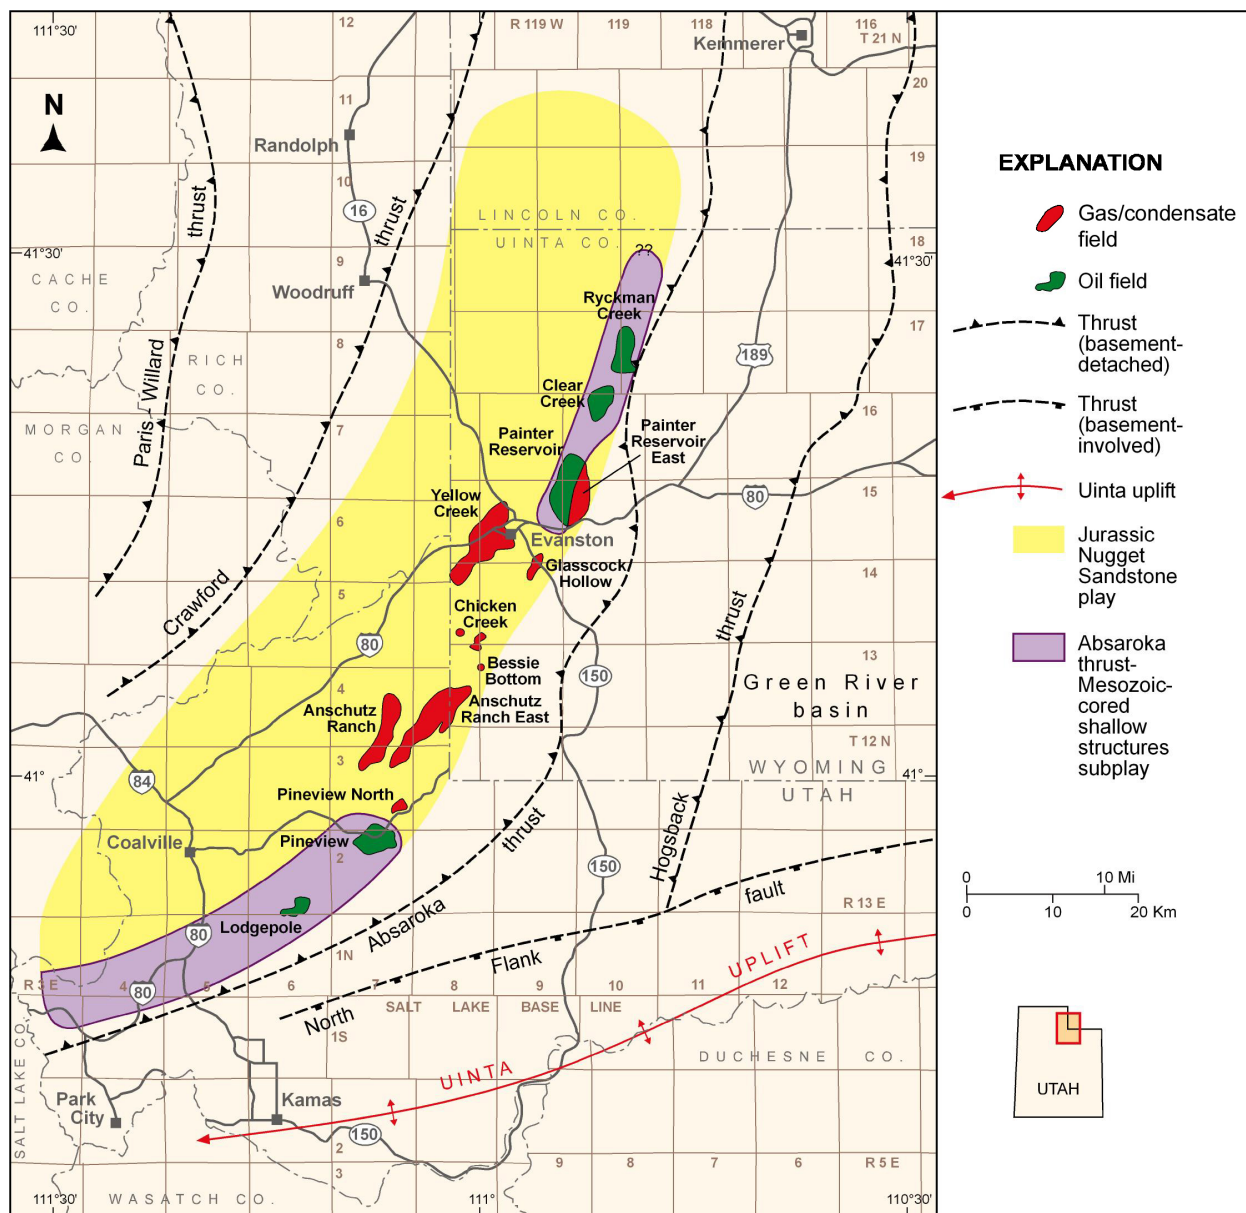 111°30'
12
R 119 W
119
118
116
T 21 N
Kemmerer
20
N
11
Randolph
19
10
thrust
16
thrust
LINCOLN CO.
UINTA CO.
18
??
41°30'
9
41°30'
CACHE
CO.
Woodruff
Ryckman
Creek
17
8
189
RICH
CO.
Clear
Creek
16
MORGAN
CO.
Paris - Willard
7
Painter
Reservoir
Painter
Reservoir
East
Yellow
Creek
80
15
6
Evanston
Glasscock
Hollow
14
5
Crawford
Chicken
Creek
thrust
80
13
Bessie
Bottom
150
4
Green River
basin
Anschutz
Ranch
Anschutz
Ranch East
T 12 N
3
41°
WYOMING
41°
84
UTAH
Pineview North
thrust
Hogsback
Coalville
Pineview
2
150
fault
R 13 E
Lodgepole
Absaroka
80
1N
Flank
UPLIFT
R 3 E
4
5
6
7
8
9
10
11
12
80
SALT LAKE BASE LINE
North
1S
SALT LAKE CO.
DUCHESNE CO.
UINTA
Park
City
Kamas
150
2
3
9
8
7
6
R 5 E
WASATCH CO.
111°30'
111°
110°30'
EXPLANATION
Gas/condensate
field
Oil field
Thrust
(basement-
detached)
Thrust
(basement-
involved)
Uinta uplift
Jurassic
Nugget
Sandstone
play
Absaroka
thrust-
Mesozoic-
cored
shallow
structures
subplay
0
10 Mi
0
10
20 Km
UTAH